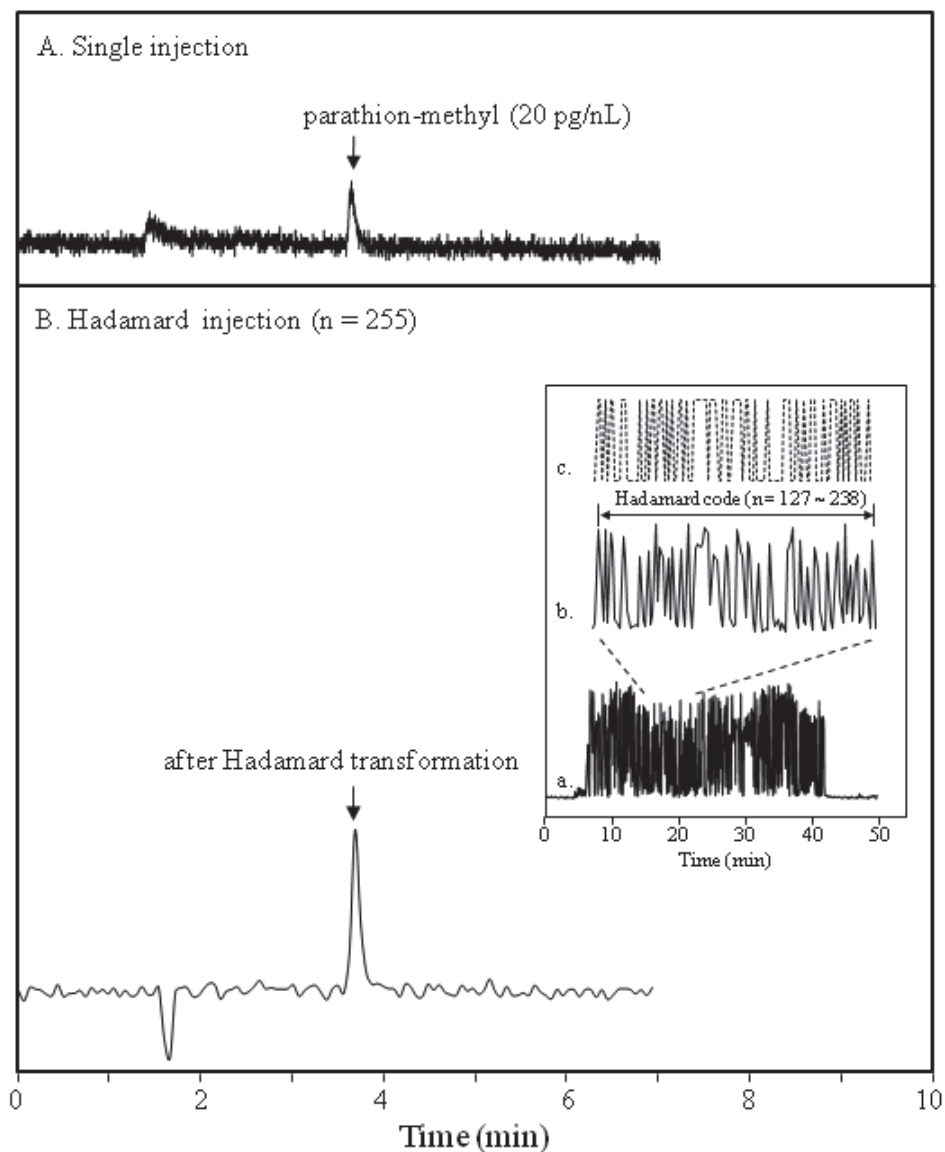 A. Single injection
parathion-methyl (20 pg/nL)
B. Hadamard injection (n = 255)
c.
Hadamard code (n= 127 ~ 238)
b.
after Hadamard transformation
a.
0 10 20 30 40 50
Time (min)
0 2 4 6 8 10
Time (min)